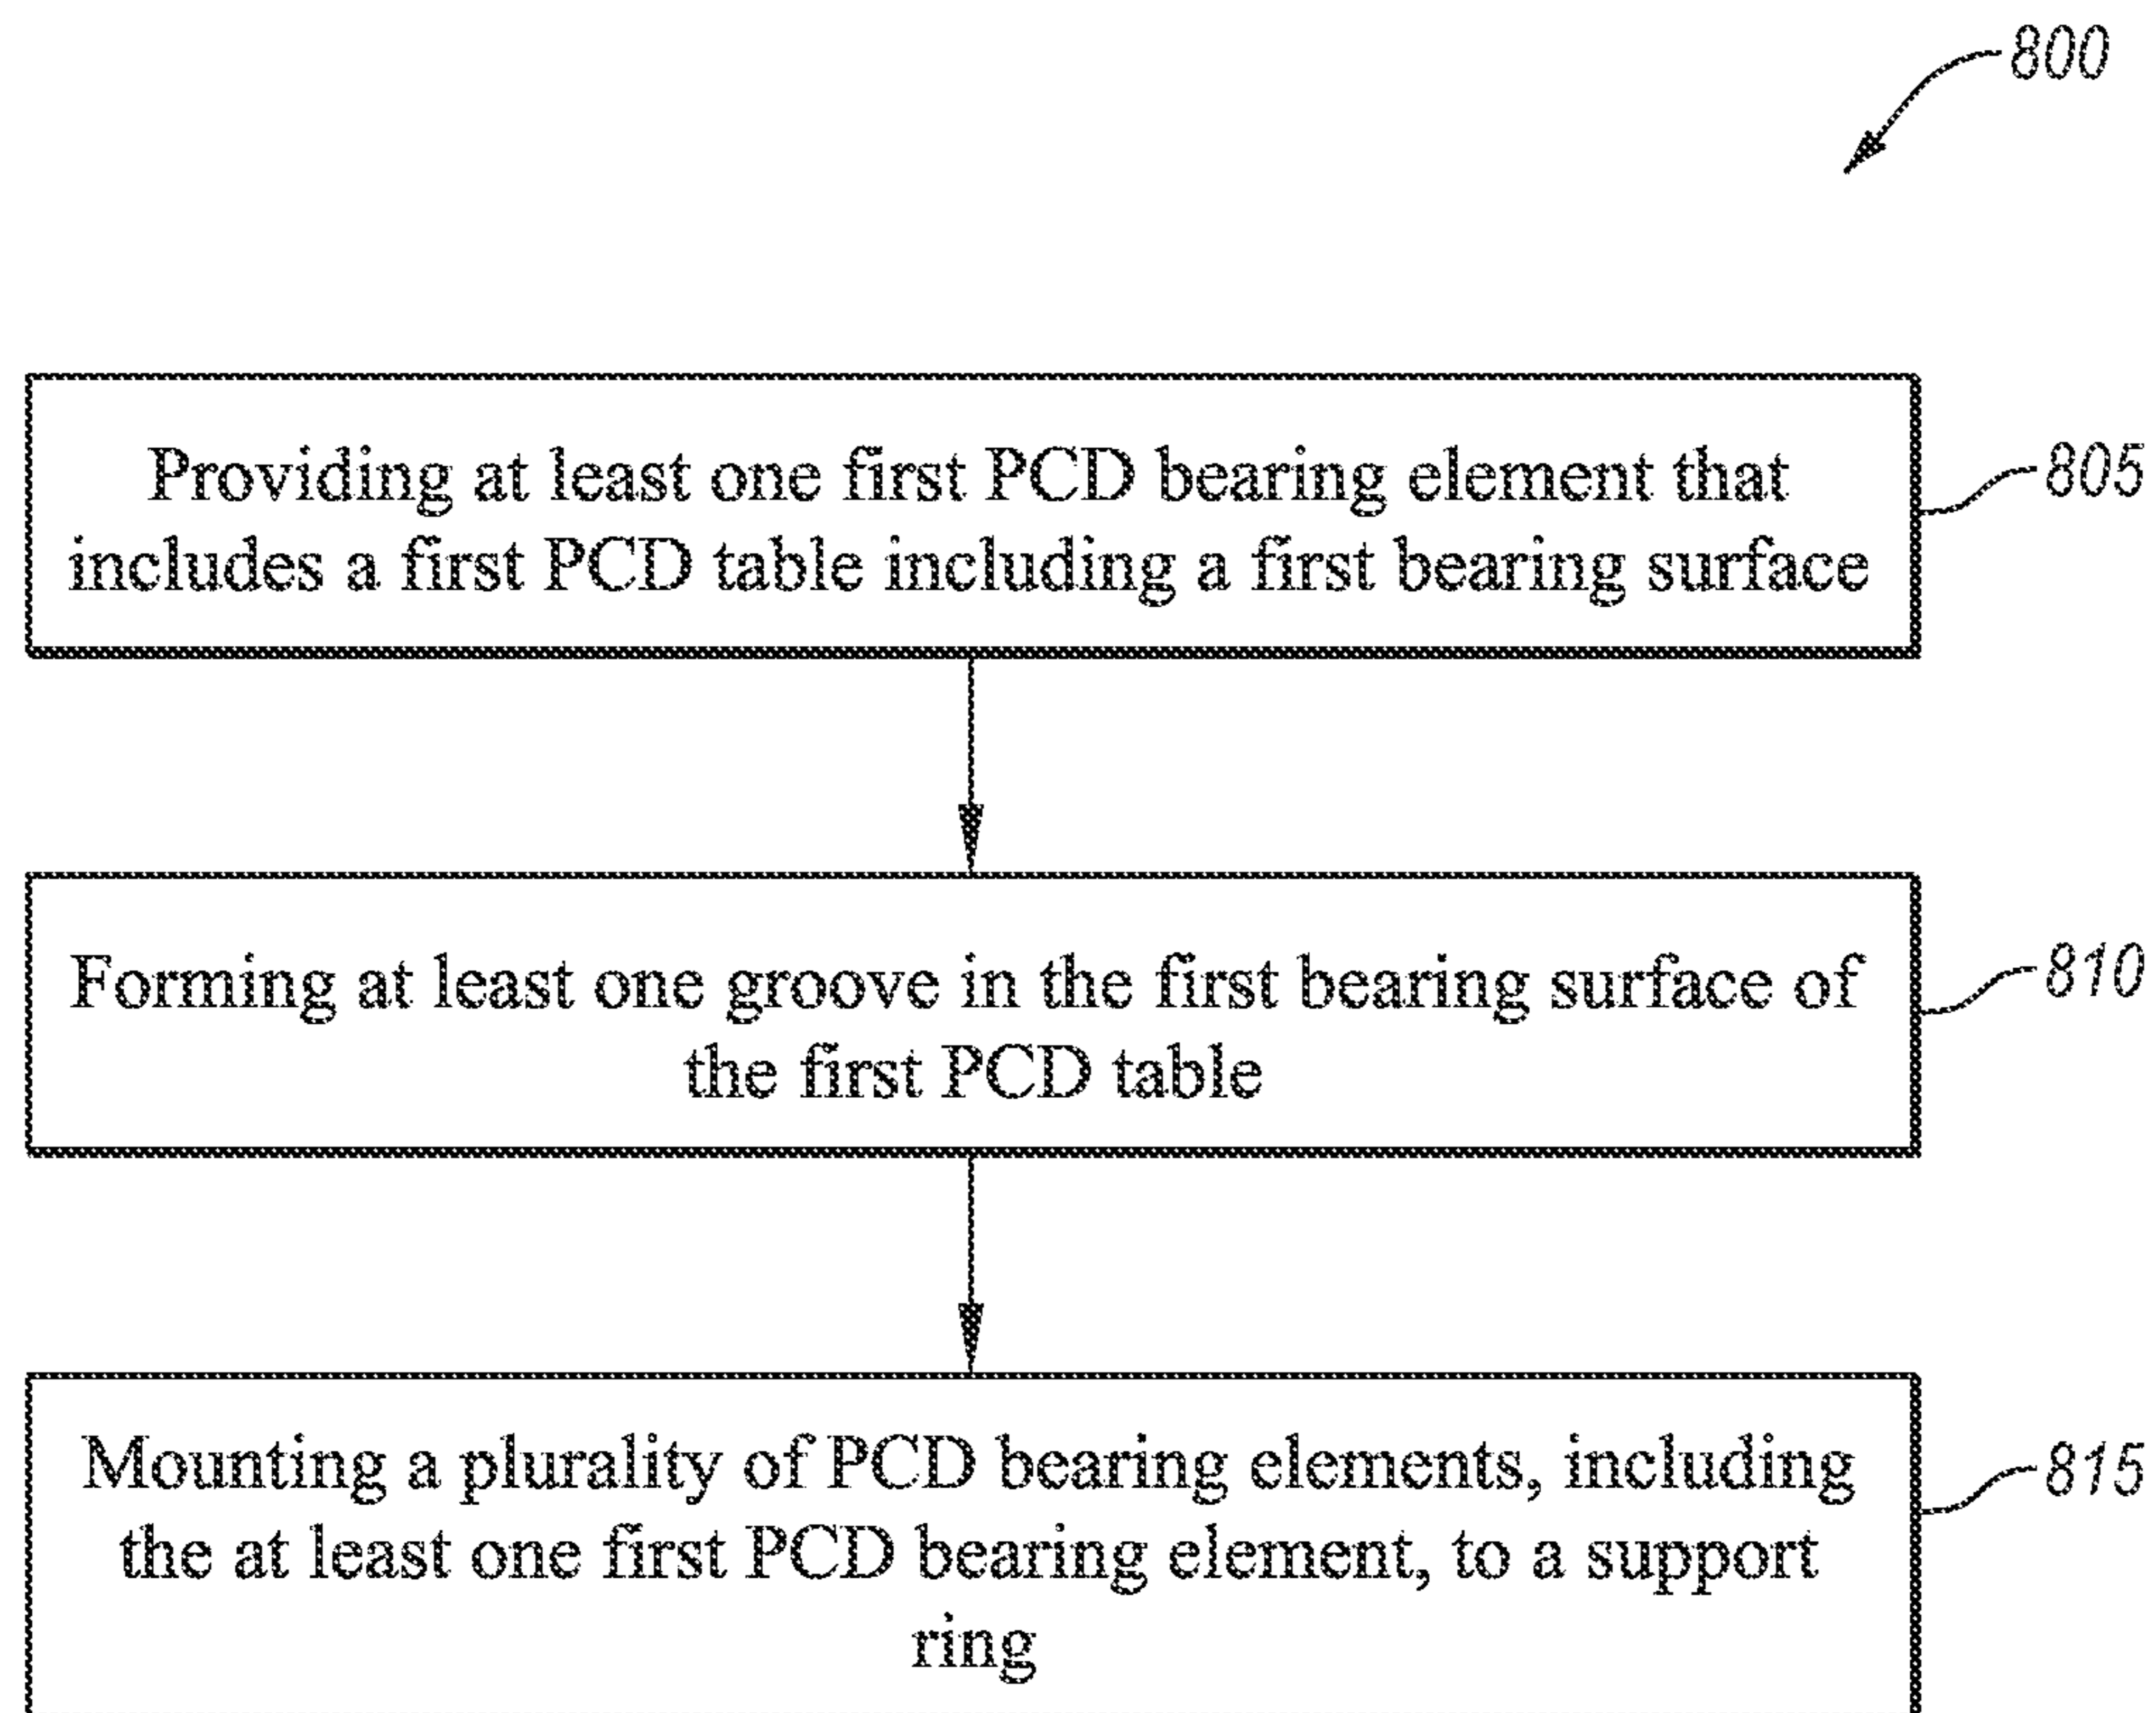 800
Providing at least one first PCD bearing element that
includes a first PCD table including a first bearing surface
805
Forming at least one groove in the first bearing surface of
the first PCD table
810
Mounting a plurality of PCD bearing elements, including
the at least one first PCD bearing element, to a support
ring
815